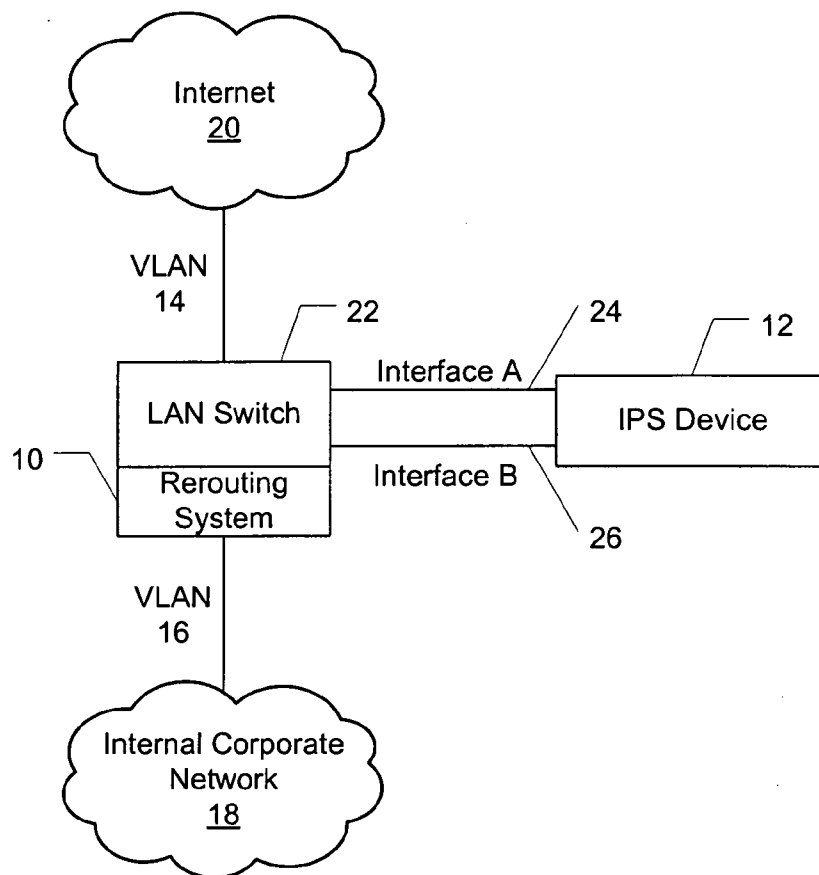 Internet
20
VLAN
14
22
24
12
Interface A
LAN Switch
IPS Device
10
Interface B
Rerouting
System
26
VLAN
16
Internal Corporate
Network
18